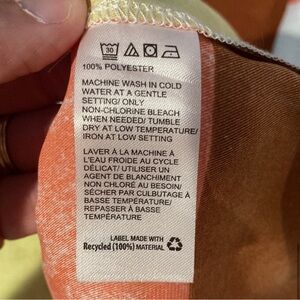 30
100% POLYESTER
MACHINE WASH IN COLD
WATER AT A GENTLE
SETTING/ ONLY
NON-CHLORINE BLEACH
WHEN NEEDED/ TUMBLE
DRY AT LOW TEMPERATURE/
IRON AT LOW SETTING
LAVER À LA MACHINE À
L'EAU FROIDE AU CYCLE
DÉLICAT/ UTILISER UN
AGENT DE BLANCHIMENT
NON CHLORÉ AU BESOIN/
SÉCHER PAR CULBUTAGE À
BASSE TEMPÉRATURE/
REPASSER À BASSE
TEMPÉRATURE
LABEL MADE WITH
Recycled (100%) MATERIAL